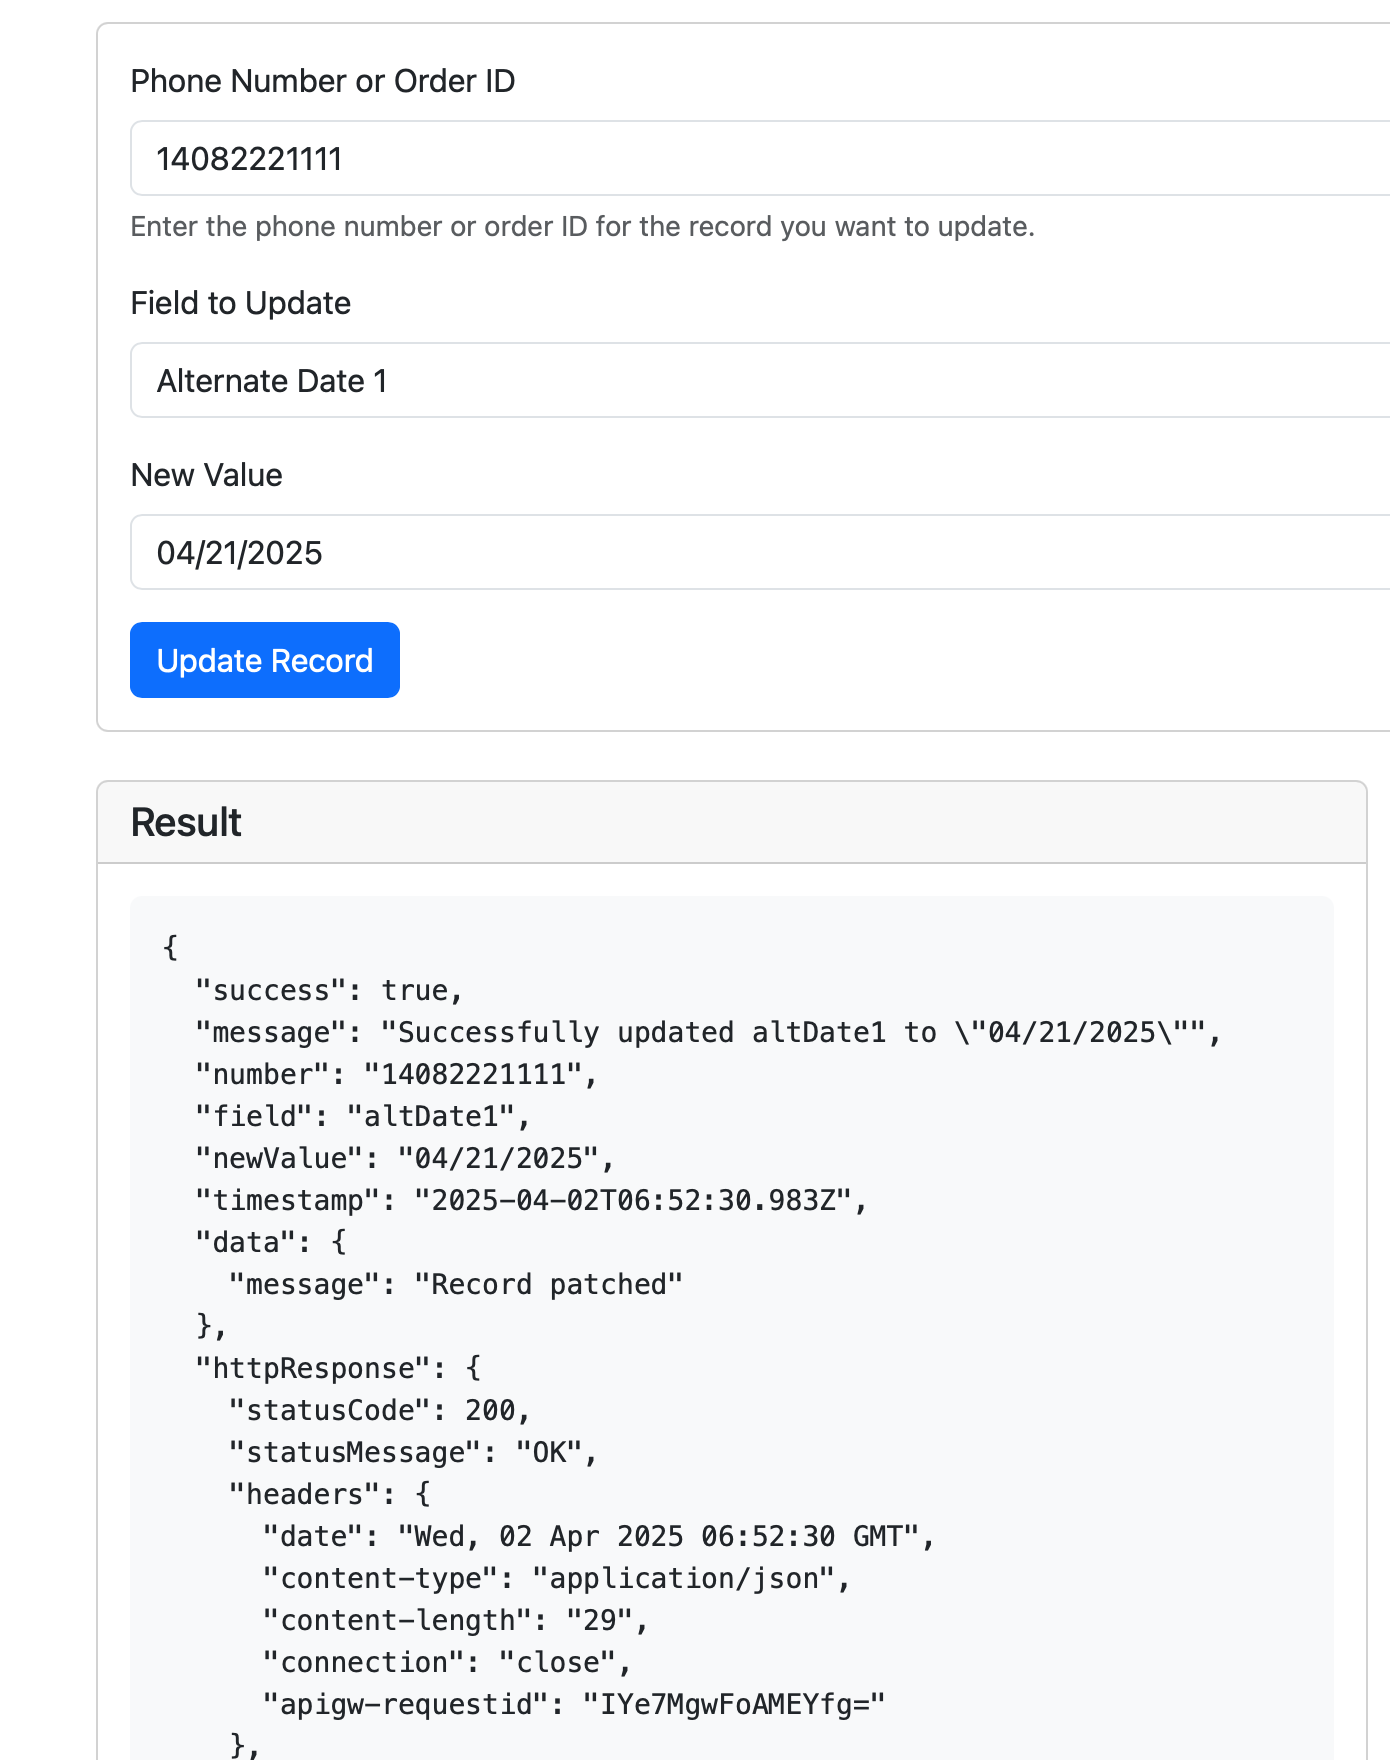 Phone Number or Order ID
14082221111
Enter the phone number or order ID for the record you want to update.
Field to Update
Alternate Date 1
New Value
04/21/2025
Update Record
Result
{
  "success": true,
  "message": "Successfully updated altDate1 to \"04/21/2025\"",
  "number": "14082221111",
  "field": "altDate1",
  "newValue": "04/21/2025",
  "timestamp": "2025-04-02T06:52:30.983Z",
  "data": {
    "message": "Record patched"
  },
  "httpResponse": {
    "statusCode": 200,
    "statusMessage": "OK",
    "headers": {
      "date": "Wed, 02 Apr 2025 06:52:30 GMT",
      "content-type": "application/json",
      "content-length": "29",
      "connection": "close",
      "apigw-requestid": "IYe7MgwFoAMEYfg="
    },